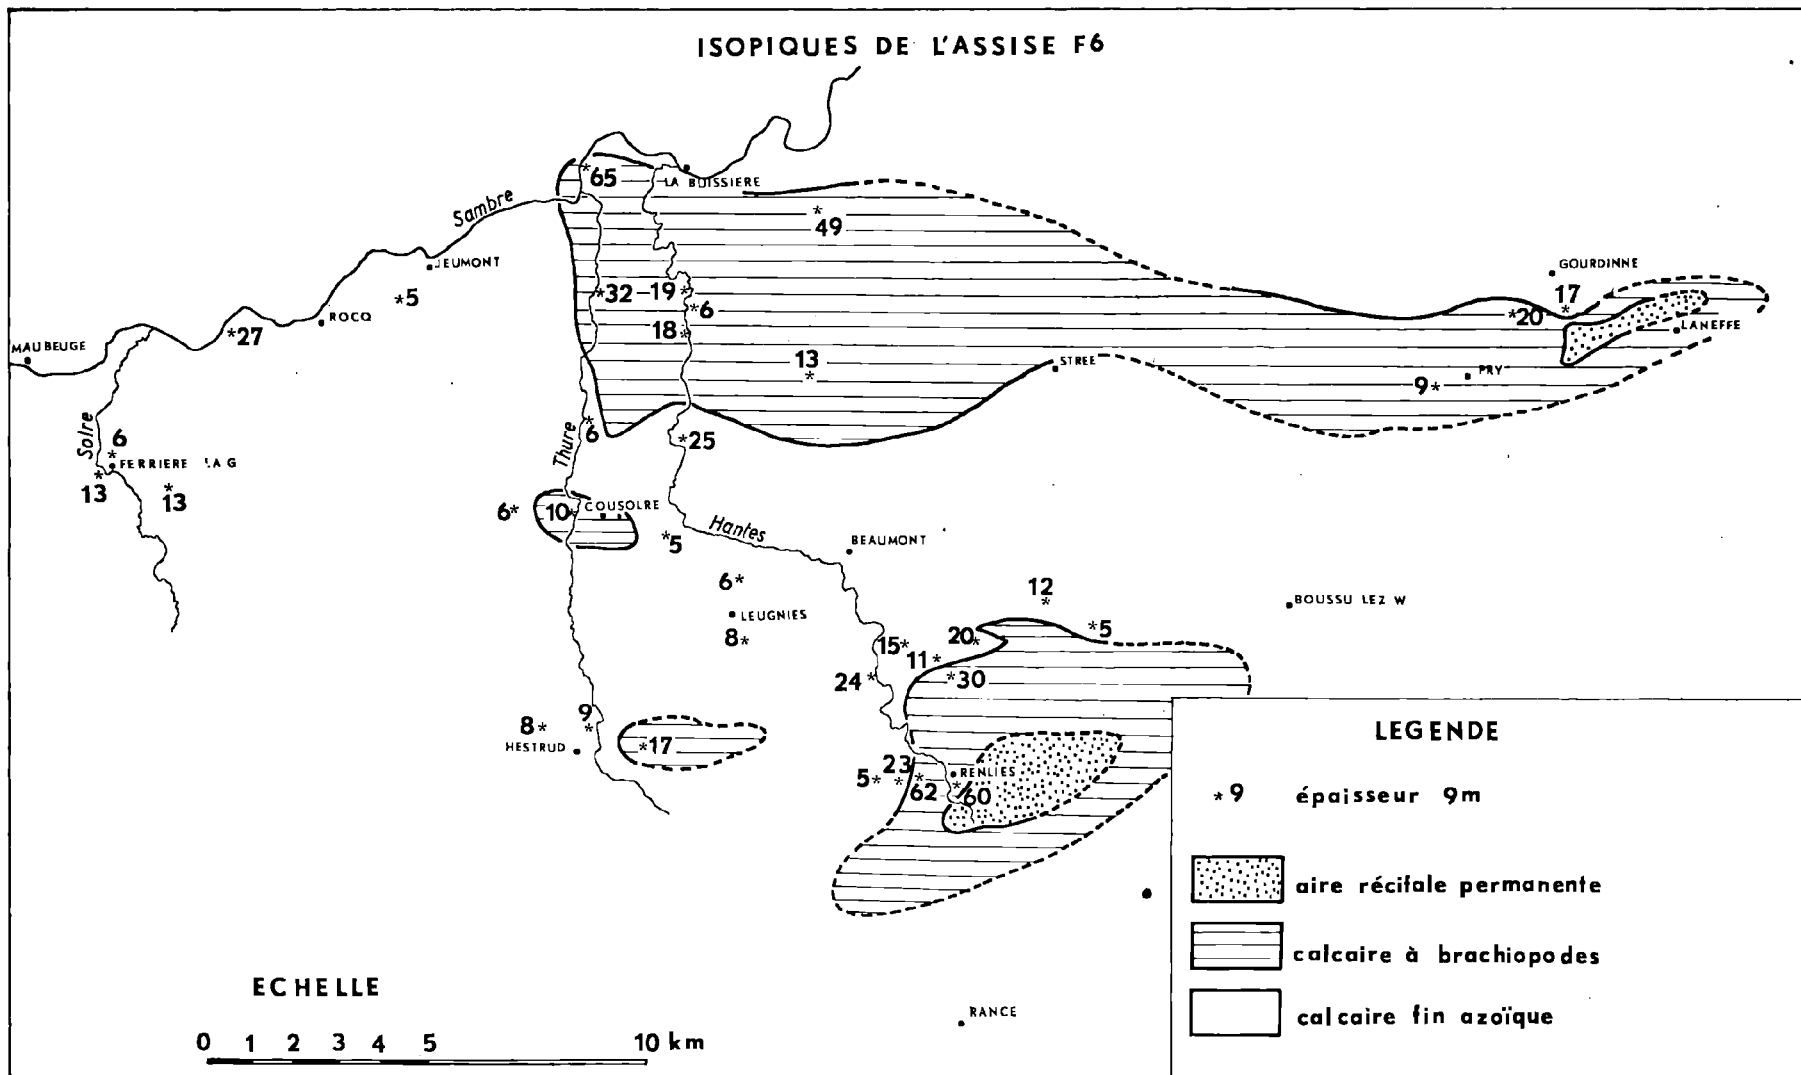 ISOPIQUES DE L'ASSISE F6
*65
LA BUISSIERE
Sambre
*49
JEUMONT
*5
*32
19*
*6
18*
GOURDINNE
17
*
*20
LANEFFE
ROCQ
*27
MAUBEUGE
13
*
STREE
PRY
9*
Solre
Thure
*
6
*25
6
*
FERRIERE LA G
*
13
*
13
6*
10*
COUSOLRE
*5
Hantes
BEAUMONT
6*
LEUGNIES
8*
12
*
*5
BOUSSU LEZ W
15*
20*
11*
24*
*30
8*
9
*
HESTRUD
*17
5*
23
*
*
62
RENLIES
*
60
RANCE
LEGENDE
*9 épaisseur 9m
aire récifale permanente
calcaire à brachiopodes
calcaire fin azoïque
ECHELLE
0 1 2 3 4 5 10 km